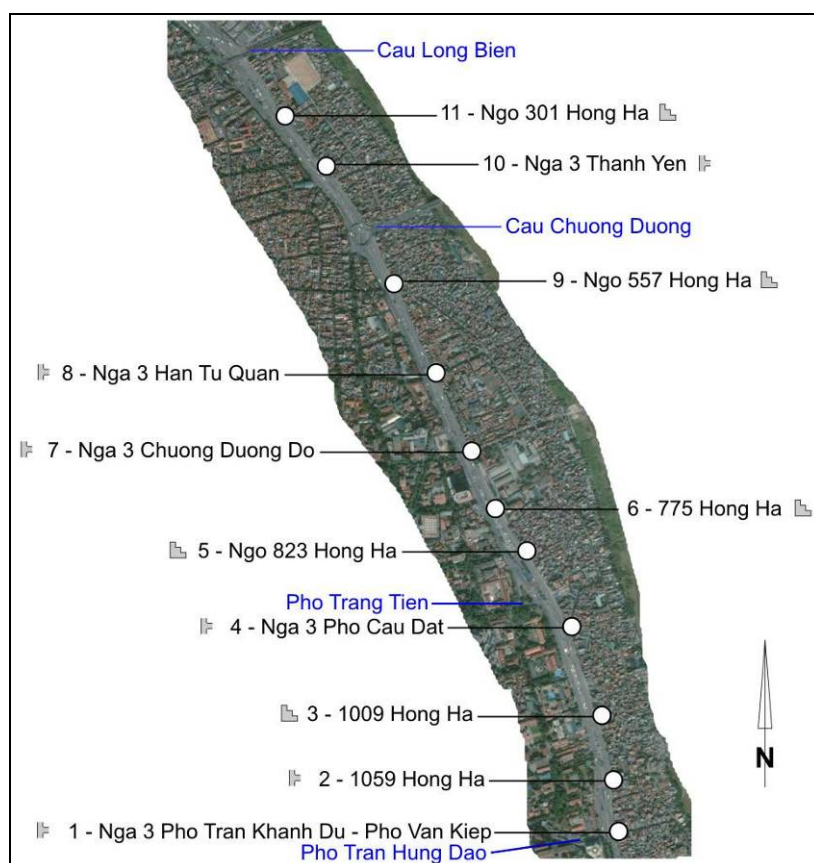 Cau Long Bien
11 - Ngo 301 Hong Ha
10 - Nga 3 Thanh Yen
Cau Chuong Duong
9 - Ngo 557 Hong Ha
8 - Nga 3 Han Tu Quan
7 - Nga 3 Chuong Duong Do
6 - 775 Hong Ha
5 - Ngo 823 Hong Ha
Pho Trang Tien
4 - Nga 3 Pho Cau Dat
3 - 1009 Hong Ha
N
2 - 1059 Hong Ha
1 - Nga 3 Pho Tran Khanh Du - Pho Van Kiep
Pho Tran Hung Dao